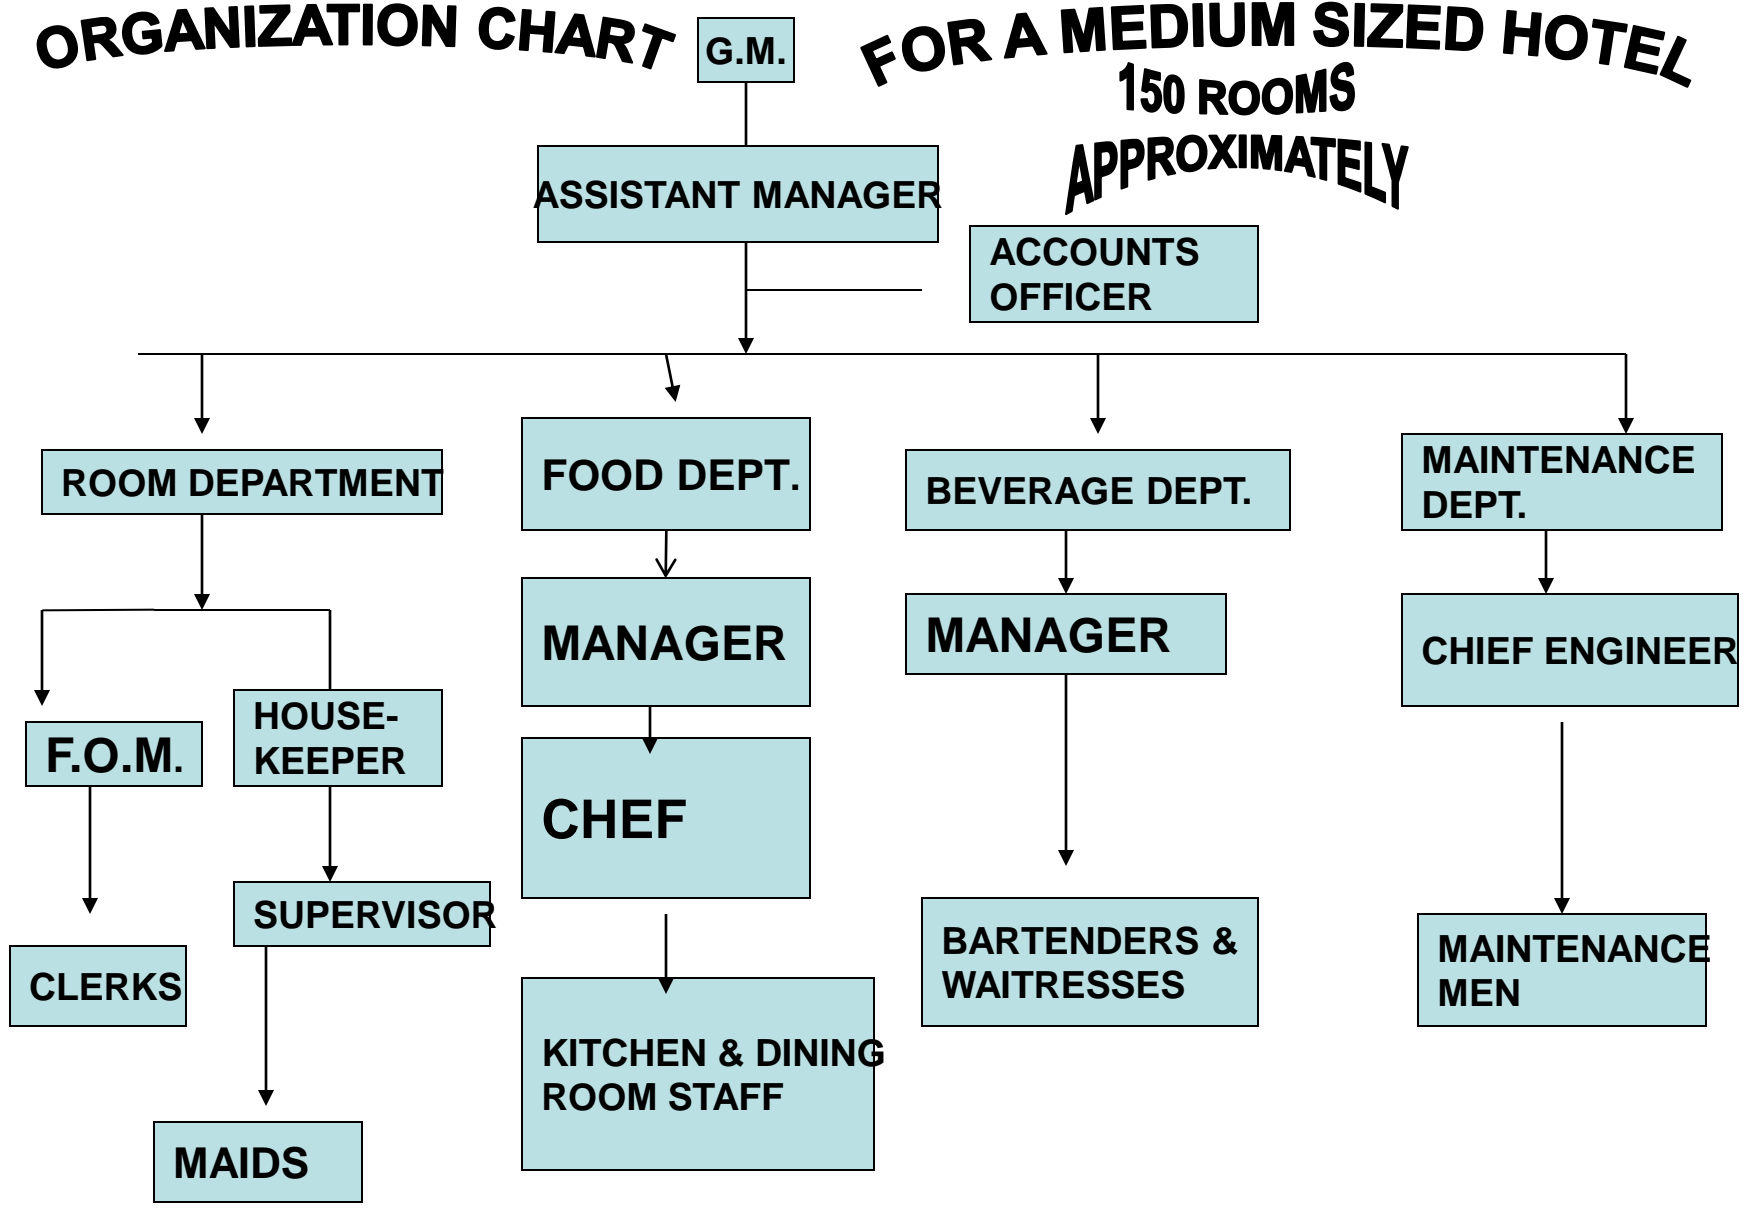 ORGANIZATION CHART
G.M.
FOR A MEDIUM SIZED HOTEL
150 ROOMS
APPROXIMATELY
ASSISTANT MANAGER
ACCOUNTS
OFFICER
ROOM DEPARTMENT
FOOD DEPT.
BEVERAGE DEPT.
MAINTENANCE
DEPT.
MANAGER
MANAGER
CHIEF ENGINEER
F.O.M.
HOUSE-
KEEPER
CHEF
SUPERVISOR
CLERKS
BARTENDERS &
WAITRESSES
MAINTENANCE
MEN
KITCHEN & DINING
ROOM STAFF
MAIDS